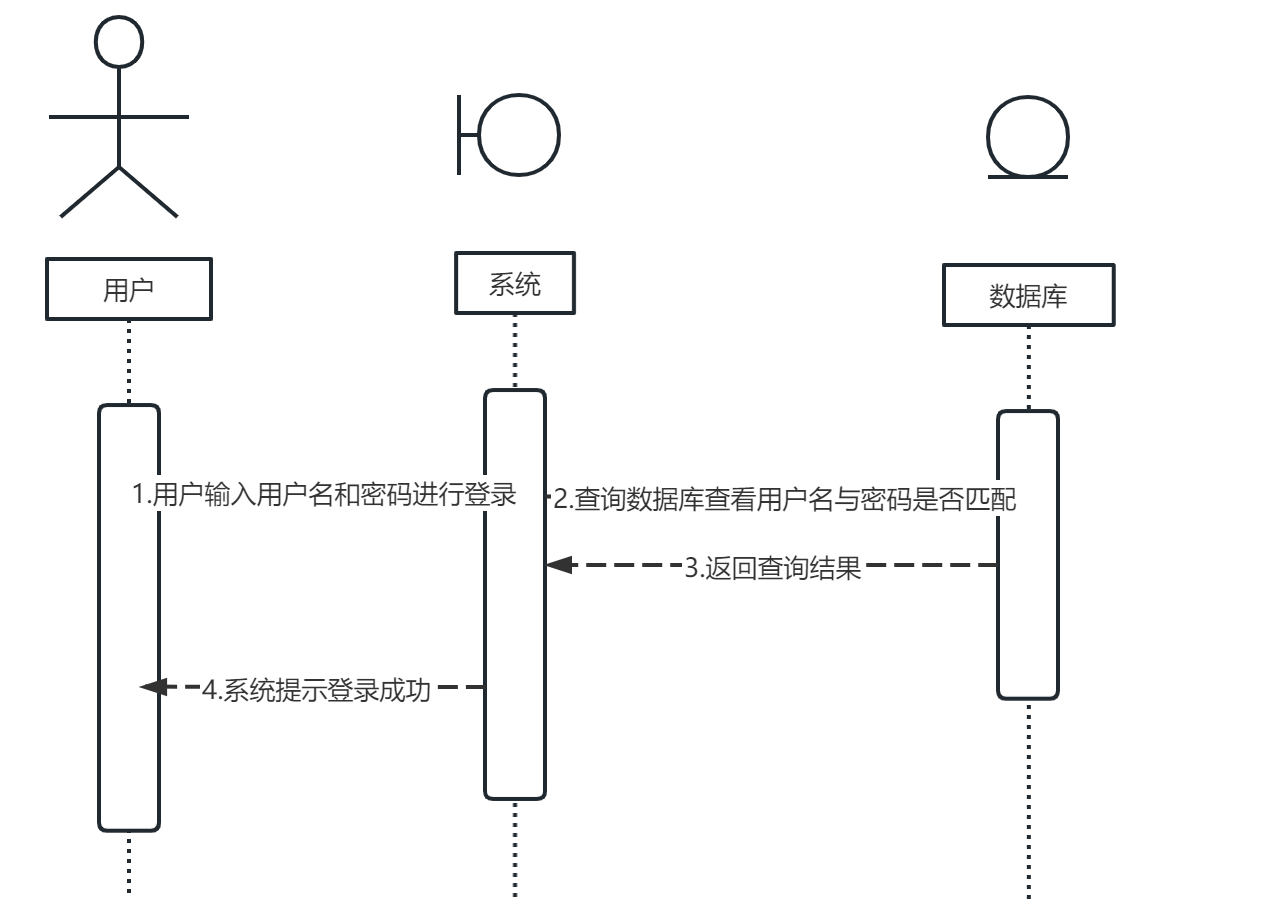 用户
系统
数据库
1.用户输入用户名和密码进行登录
2.查询数据库查看用户名与密码是否匹配
3.返回查询结果
4.系统提示登录成功